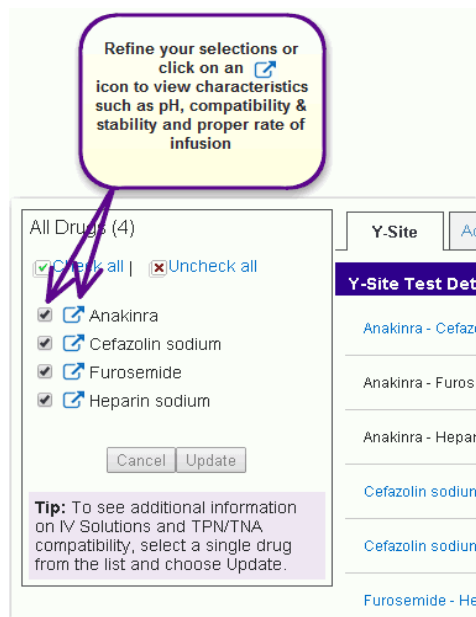 Refine your selections or
click on an
icon to view characteristics
such as pH, compatibility &
stability and proper rate of
infusion
All Drugs (4)
Check all | Uncheck all
Anakinra
Cefazolin sodium
Furosemide
Heparin sodium
Cancel Update
Tip: To see additional information
on IV Solutions and TPN/TNA
compatibility, select a single drug
from the list and choose Update.
Y-Site
Y-Site Test Det
Anakinra - Cefaz
Anakinra - Furos
Anakinra - Hepar
Cefazolin sodium
Cefazolin sodium
Furosemide - He